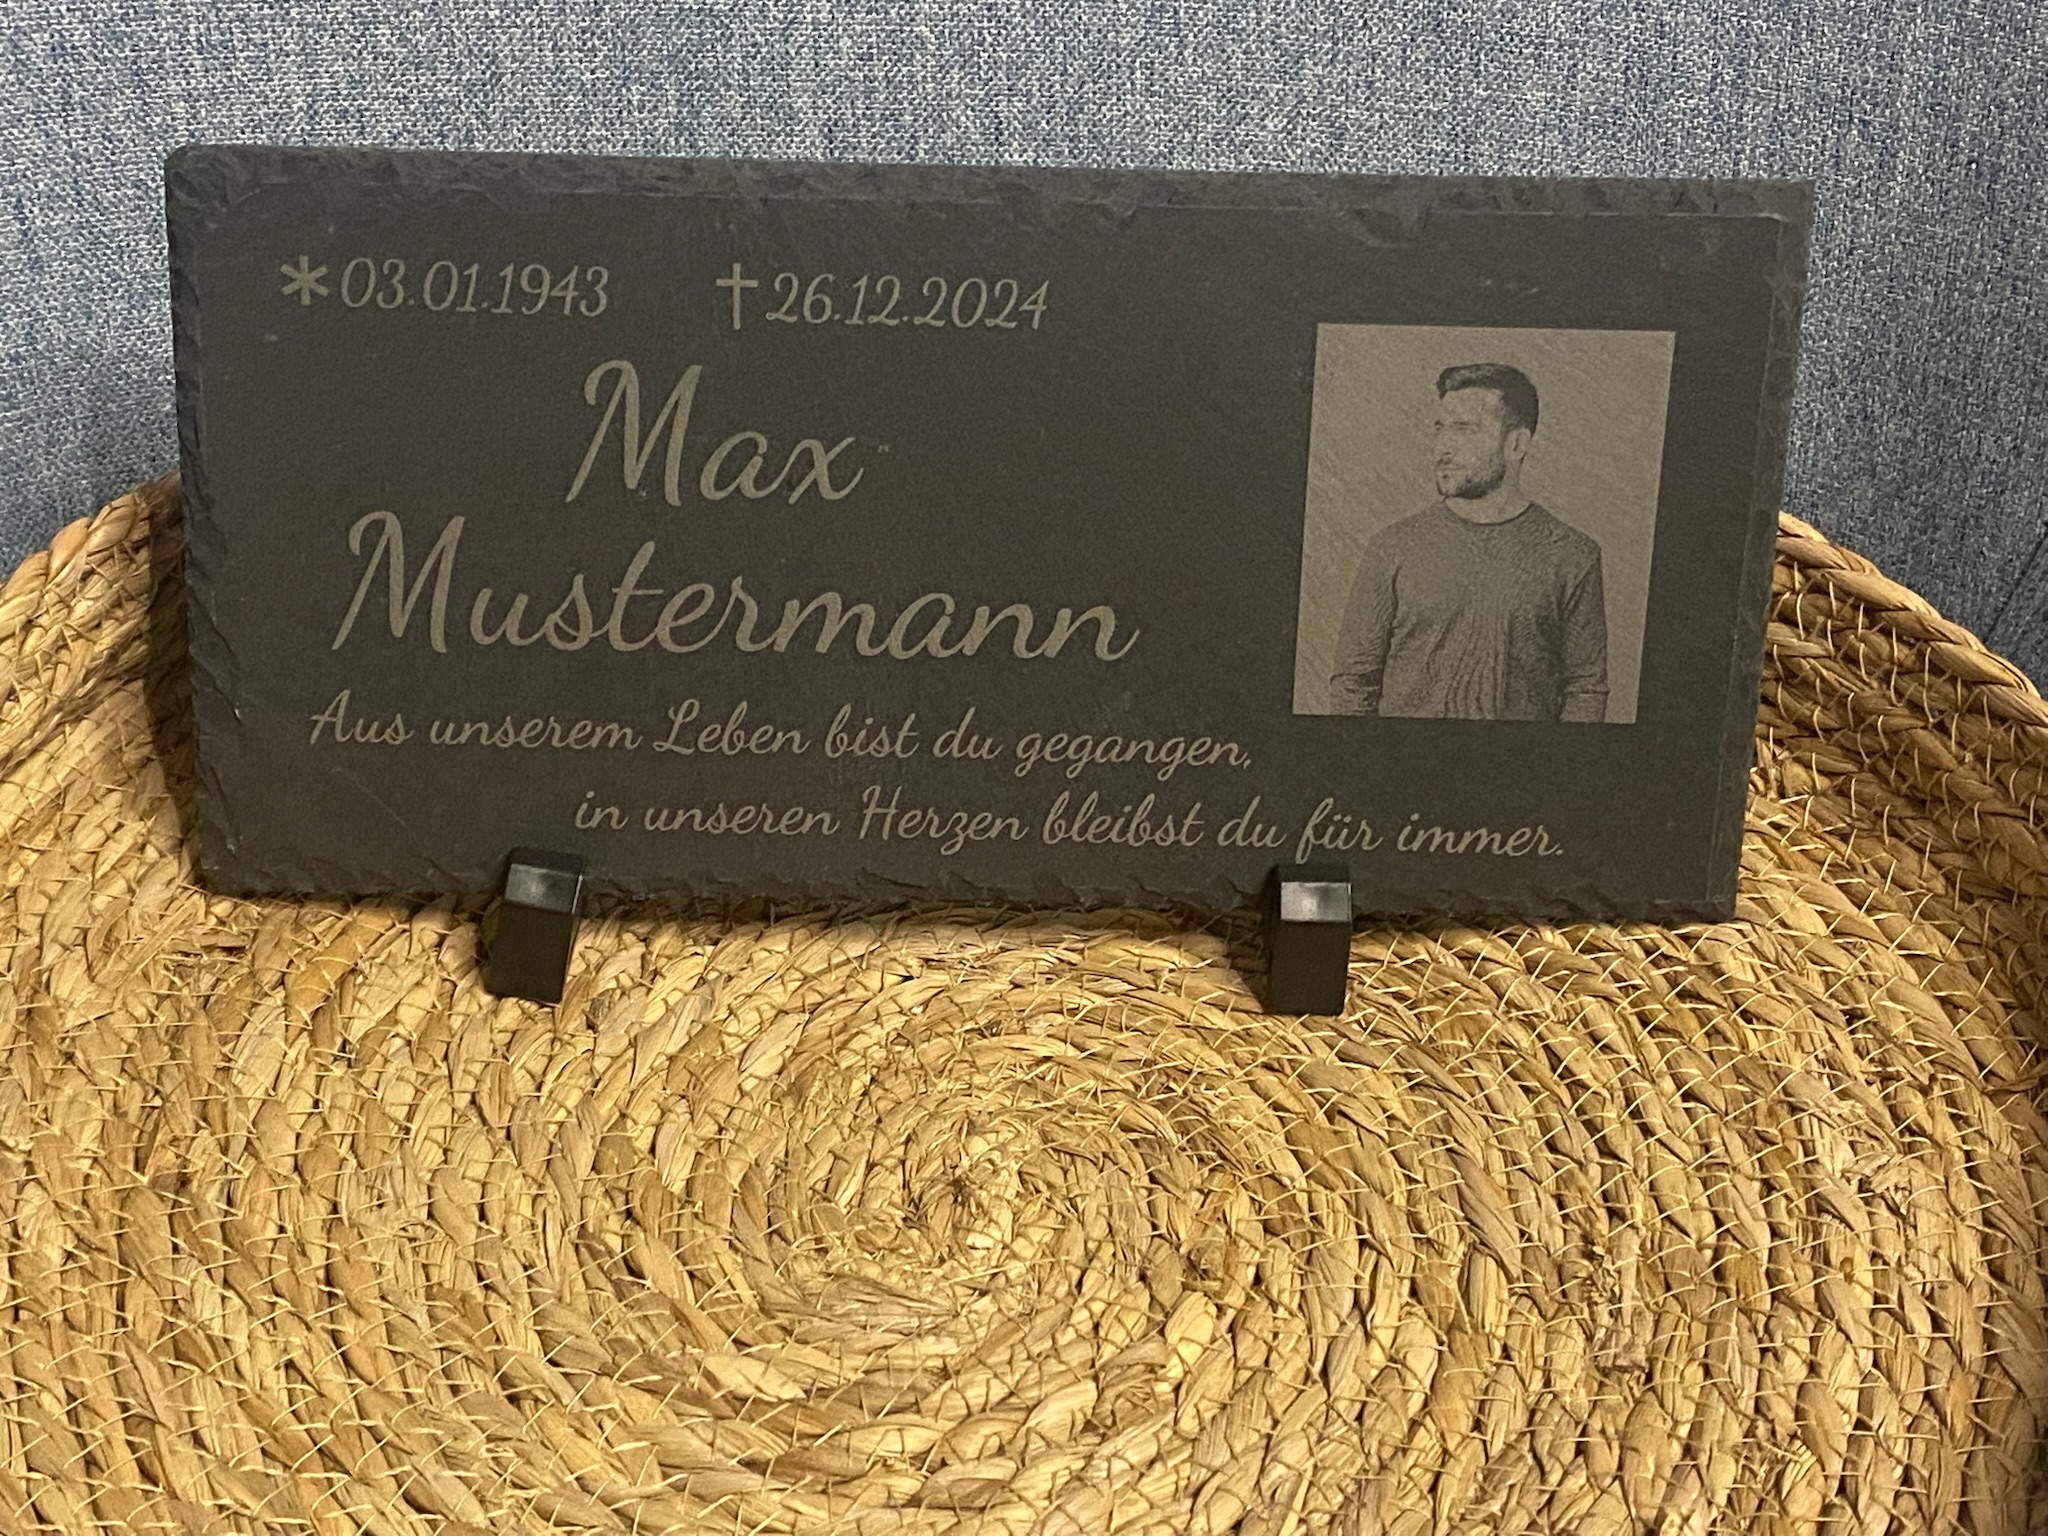 *03.01.1943 †26.12.2024
Max
Mustermann
Aus unserem Leben bist du gegangen,
in unseren Herzen bleibst du für immer.